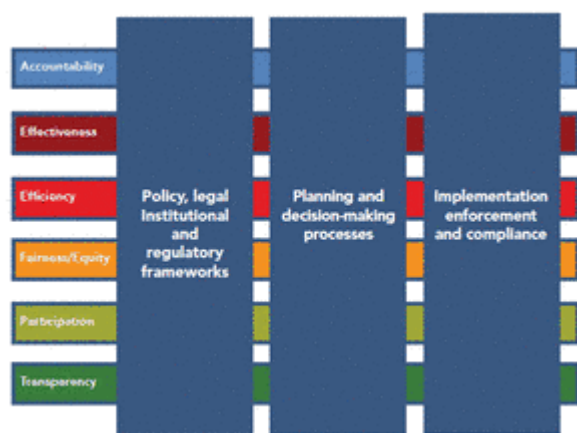 Accountability
Effectiveness
Efficiency
Fairness/Equity
Participation
Transparency
Policy, legal
Institutional
and
regulatory
frameworks
Planning and
decision-making
processes
Implementation
enforcement
and compliance